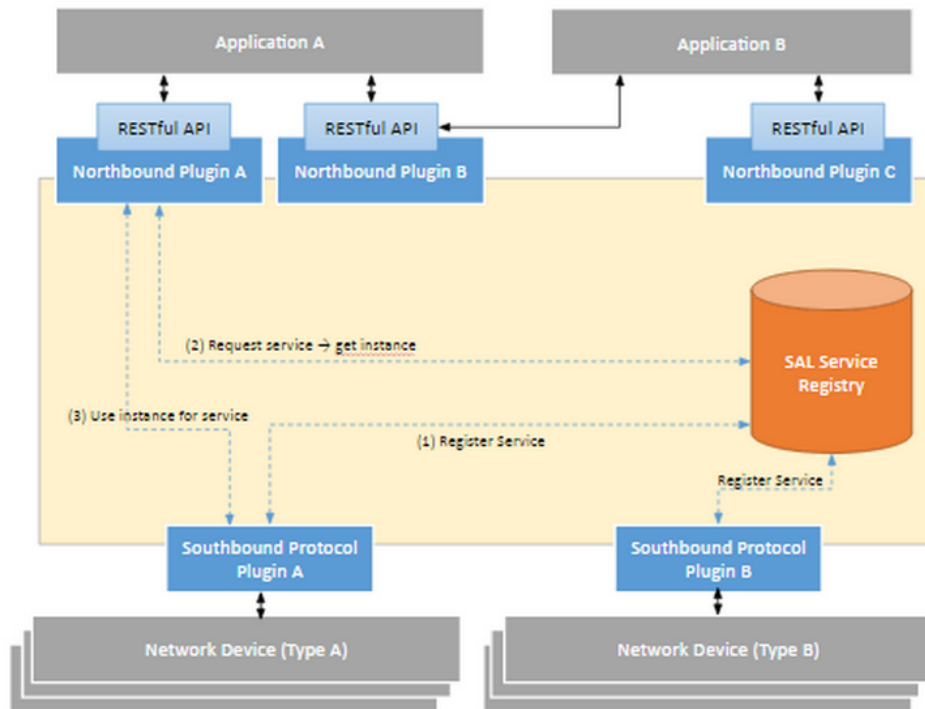 Application A
Application B
RESTful API
RESTful API
RESTful API
Northbound Plugin A
Northbound Plugin B
Northbound Plugin C
(2) Request service → get instance
SAL Service
Registry
(3) Use instance for service
(1) Register Service
Register Service
Southbound Protocol
Plugin A
Southbound Protocol
Plugin B
Network Device (Type A)
Network Device (Type B)